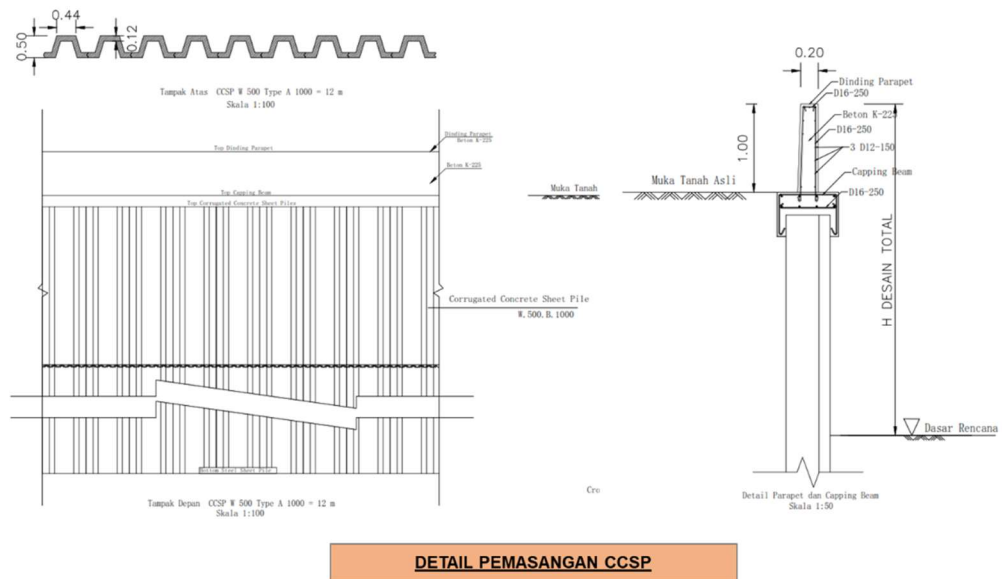 0.44
0.50
0.12
Tampak Atas CCSP W 500 Type A 1000 = 12 m
Skala 1:100
Dinding Parapet
Beton K-225
Top Dinding Parapet
Beton K-225
Top Capping Beam
Top Corrugated Concrete Sheet Piles
Corrugated Concrete Sheet Pile
W.500.B.1000
Bottom Steet Sheet Pile
Tampak Depan CCSP W 500 Type A 1000 = 12 m
Skala 1:100
Muka Tanah
Cro
0.20
Dinding Parapet
D16-250
Beton K-225
D16-250
3 D12-150
1.00
Capping Beam
Muka Tanah Asli
D16-250
H DESAIN TOTAL
Dasar Rencana
Detail Parapet dan Capping Beam
Skala 1:50
DETAIL PEMASANGAN CCSP